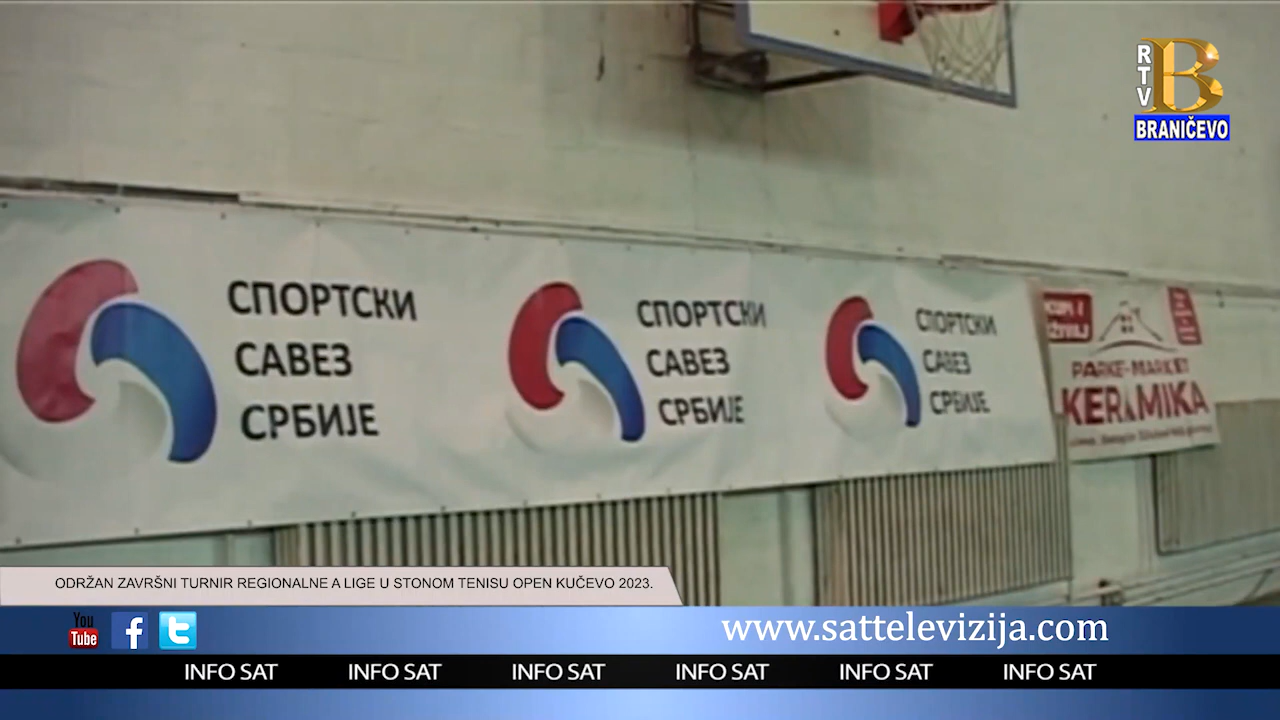 RTV
B
BRANIČEVO
СПОРТСКИ
САВЕЗ
СРБИЈЕ
СПОРТСКИ
САВЕЗ
СРБИЈЕ
СПОРТСКИ
САВЕЗ
СРБИЈЕ
PARKE-MARKET
KERAMIKA
ODRŽAN ZAVRŠNI TURNIR REGIONALNE A LIGE U STONOM TENISU OPEN KUČEVO 2023.
You
Tube
www.sattelevizija.com
INFO SAT INFO SAT INFO SAT INFO SAT INFO SAT INFO SAT